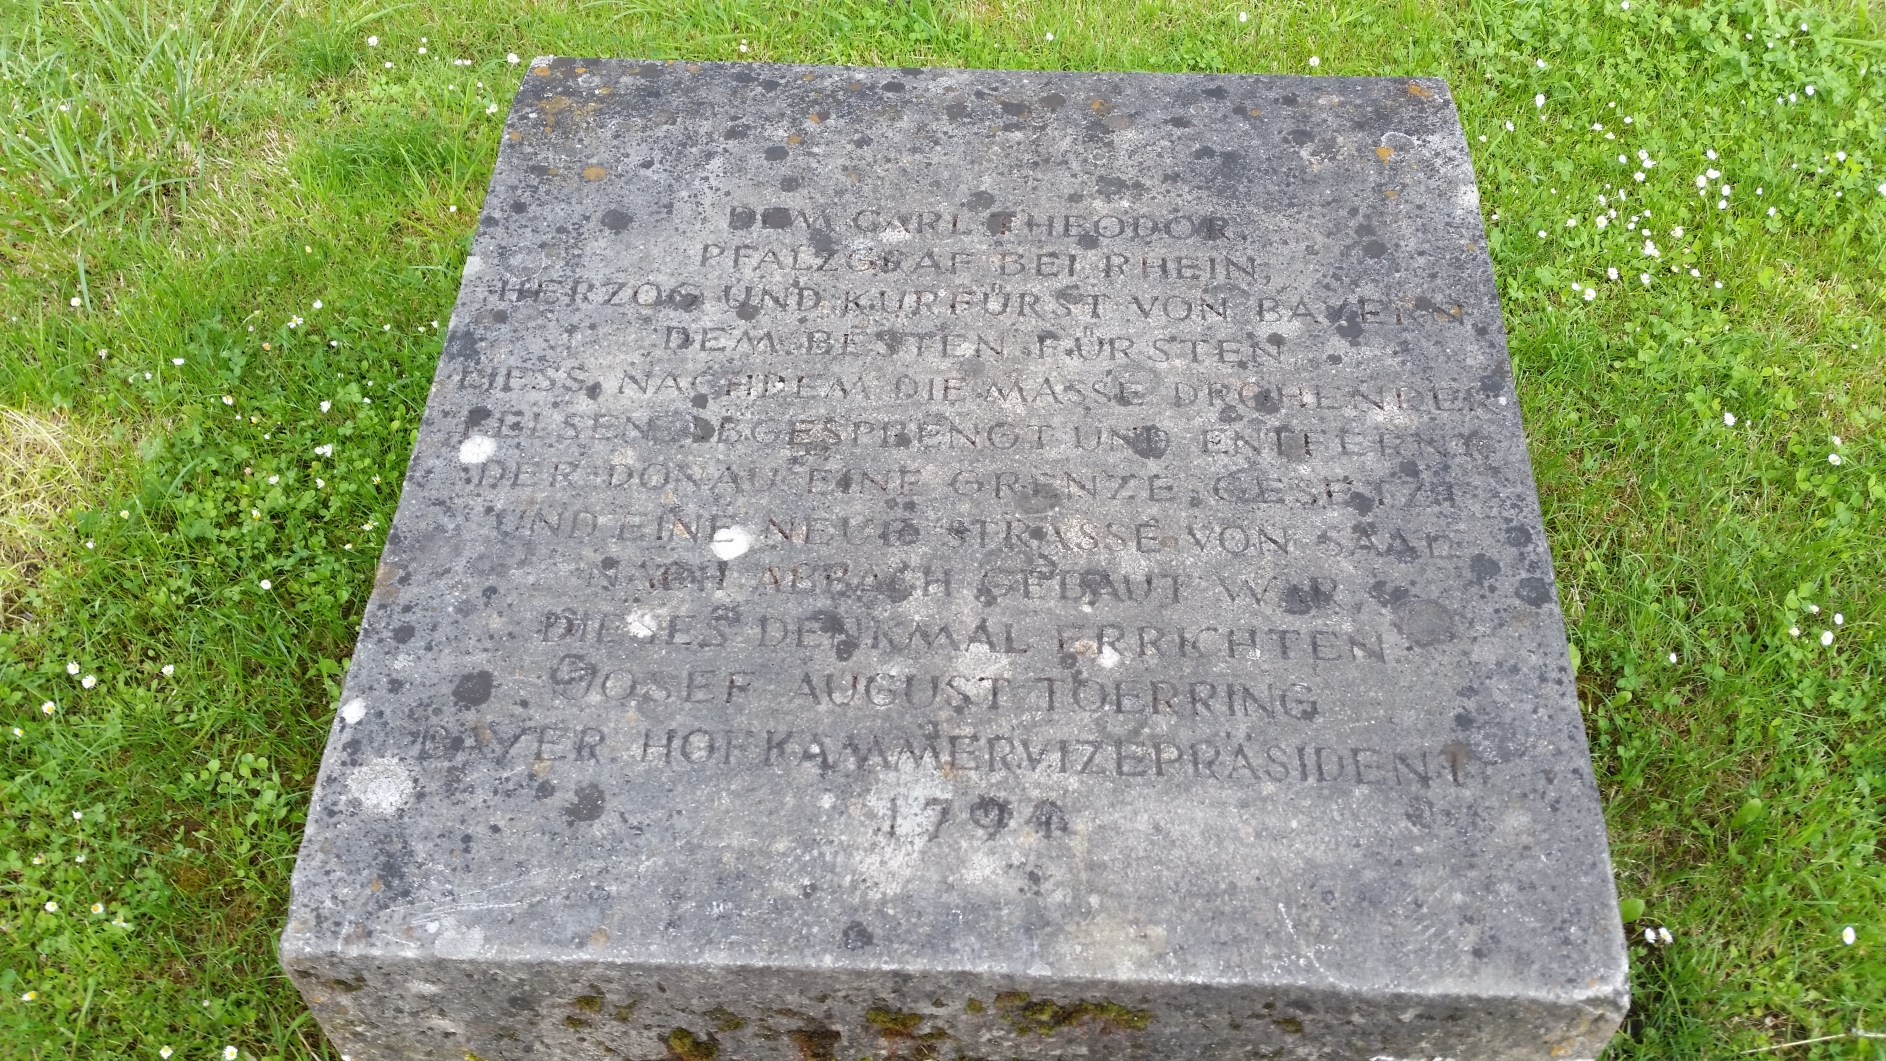 DEM CARL THEODOR,
PFALZGRAF BEI RHEIN,
HERZOG UND KURFÜRST VON BAYERN
DEM BESTEN FÜRSTEN
LIESS, NACHDEM DIE MASSE DROHENDER
FELSEN ABGESPRENGT UND ENTFERNT
DER DONAU EINE GRENZE GESETZT
UND EINE NEUE STRASSE VON SAAL
NACH ABBACH GEBAUT WAR,
DIESES DENKMAL ERRICHTEN
JOSEF AUGUST TOERRING
BAYER. HOFKAMMERVIZEPRÄSIDENT
1794